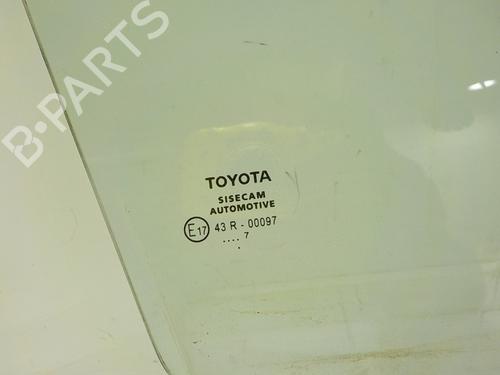 B-PARTS
TOYOTA
SISECAM
AUTOMOTIVE
E17 43 R - 00097
.... 7
.